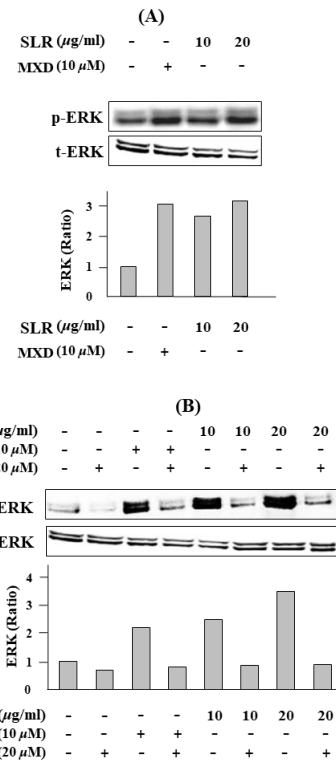 (A)
SLR (µg/ml) - - 10 20
MXD (10 µM) - + - -
p-ERK
t-ERK
ERK (Ratio)
3
2
1
0
SLR (µg/ml) - - 10 20
MXD (10 µM) - + - -
(B)
µg/ml) - - - - 10 10 20 20
0 µM) - - + + - - - -
20 µM) - + - + - + - +
ERK
ERK
ERK (Ratio)
4
3
2
1
0
(µg/ml) - - - - 10 10 20 20
(10 µM) - - + + - - - -
(20 µM) - + - + - + - +